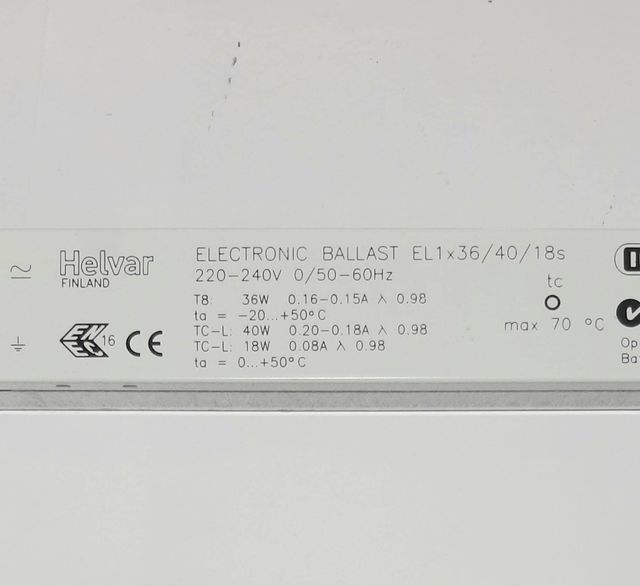 Helvar
FINLAND
ELECTRONIC BALLAST EL1x36/40/18s
220-240V 0/50-60Hz
T8: 36W 0.16-0.15A λ 0.98
ta = -20...+50°C
TC-L: 40W 0.20-0.18A λ 0.98
TC-L: 18W 0.08A λ 0.98
ta = 0...+50°C
ENEC 16 CE
tc
max 70 °C